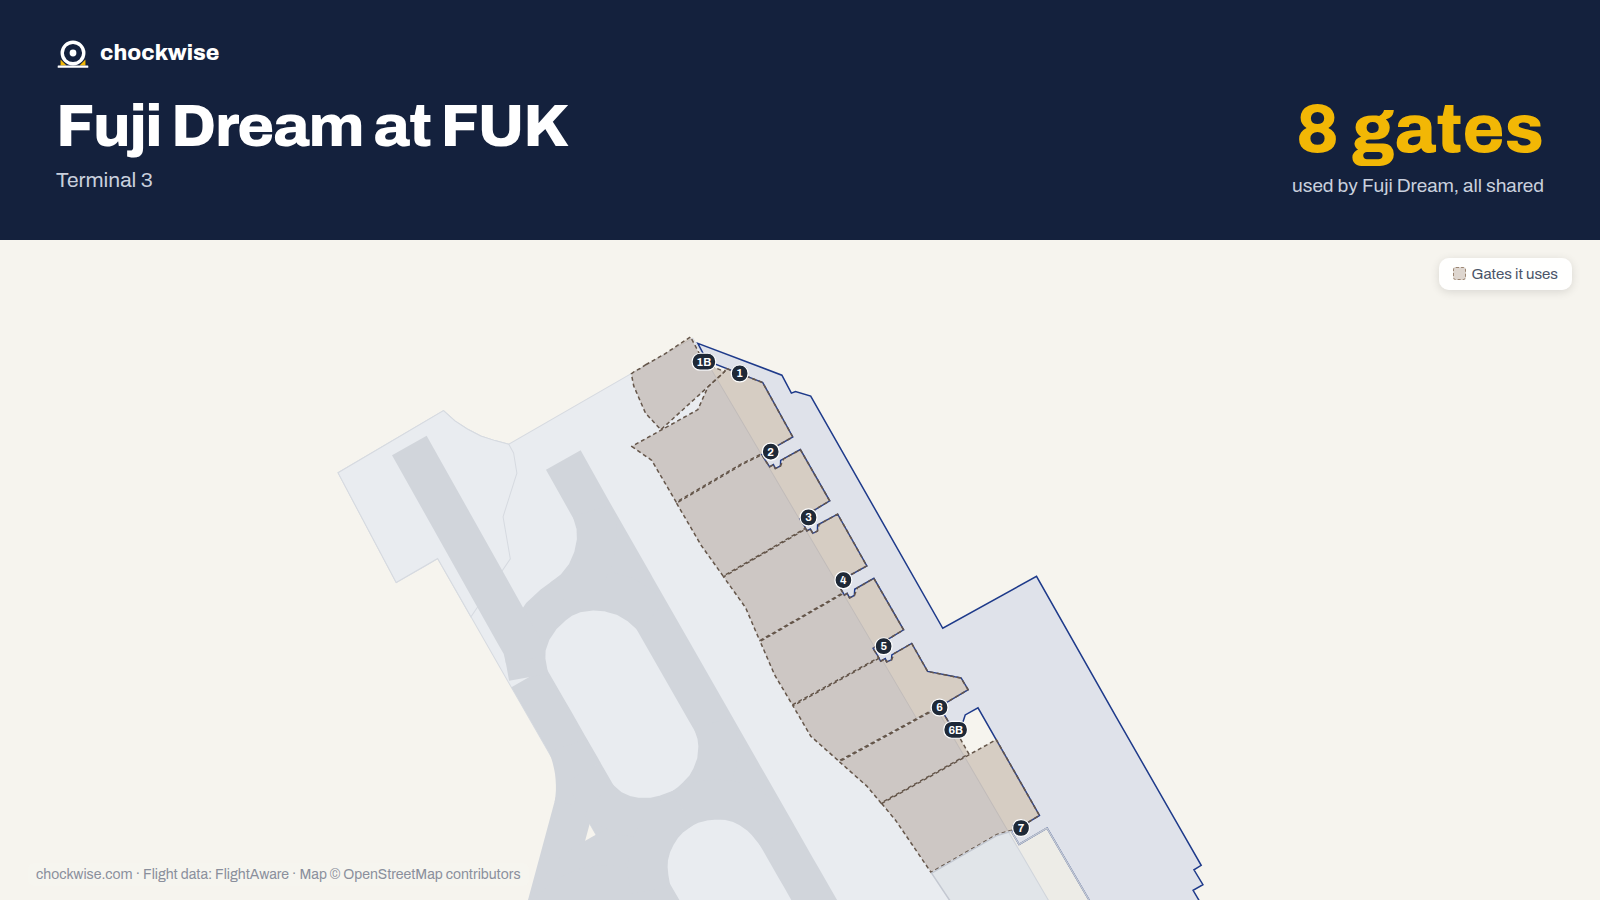 chockwise
Fuji Dream at FUK
Terminal 3
8 gates
used by Fuji Dream, all shared
Gates it uses
1B
1
2
3
4
5
6
6B
7
chockwise.com · Flight data: FlightAware · Map © OpenStreetMap contributors